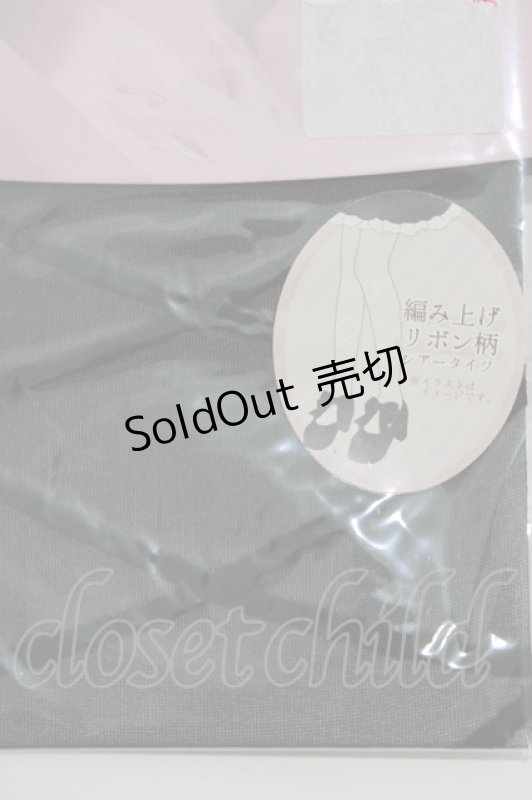 編み上げ
リボン柄
シアータイツ
※イラストは
イメージです。
SoldOut 売切
closet child